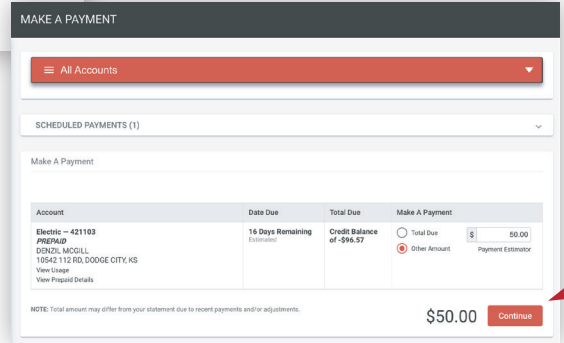 MAKE A PAYMENT
All Accounts
SCHEDULED PAYMENTS (1)
Make A Payment
Account Date Due Total Due Make A Payment
Electric — 421103 16 Days Remaining Credit Balance Total Due $ 50.00
PREPAID Estimated of -$96.57 Other Amount Payment Estimator
DENZIL MCGILL
10542 112 RD, DODGE CITY, KS
View Usage
View Prepaid Details
NOTE: Total amount may differ from your statement due to recent payments and/or adjustments.
$50.00 Continue